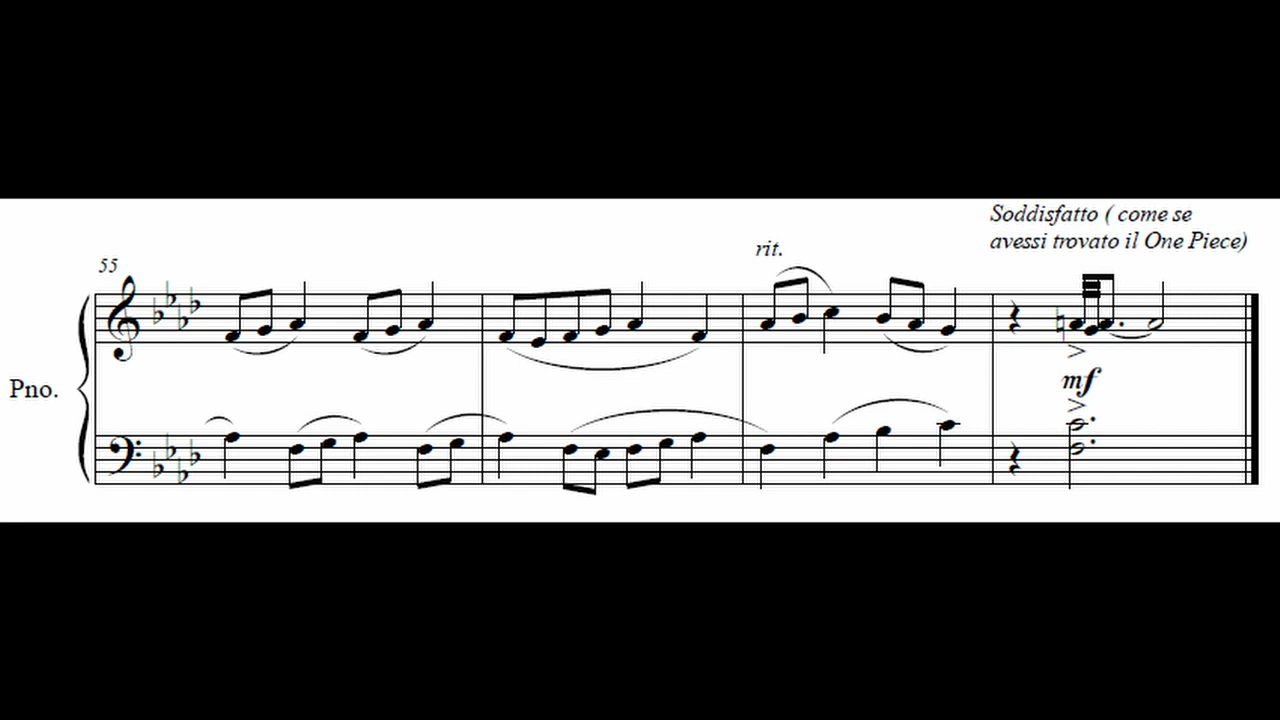 Soddisfatto ( come se
avessi trovato il One Piece)
rit.
55
Pno.
mf